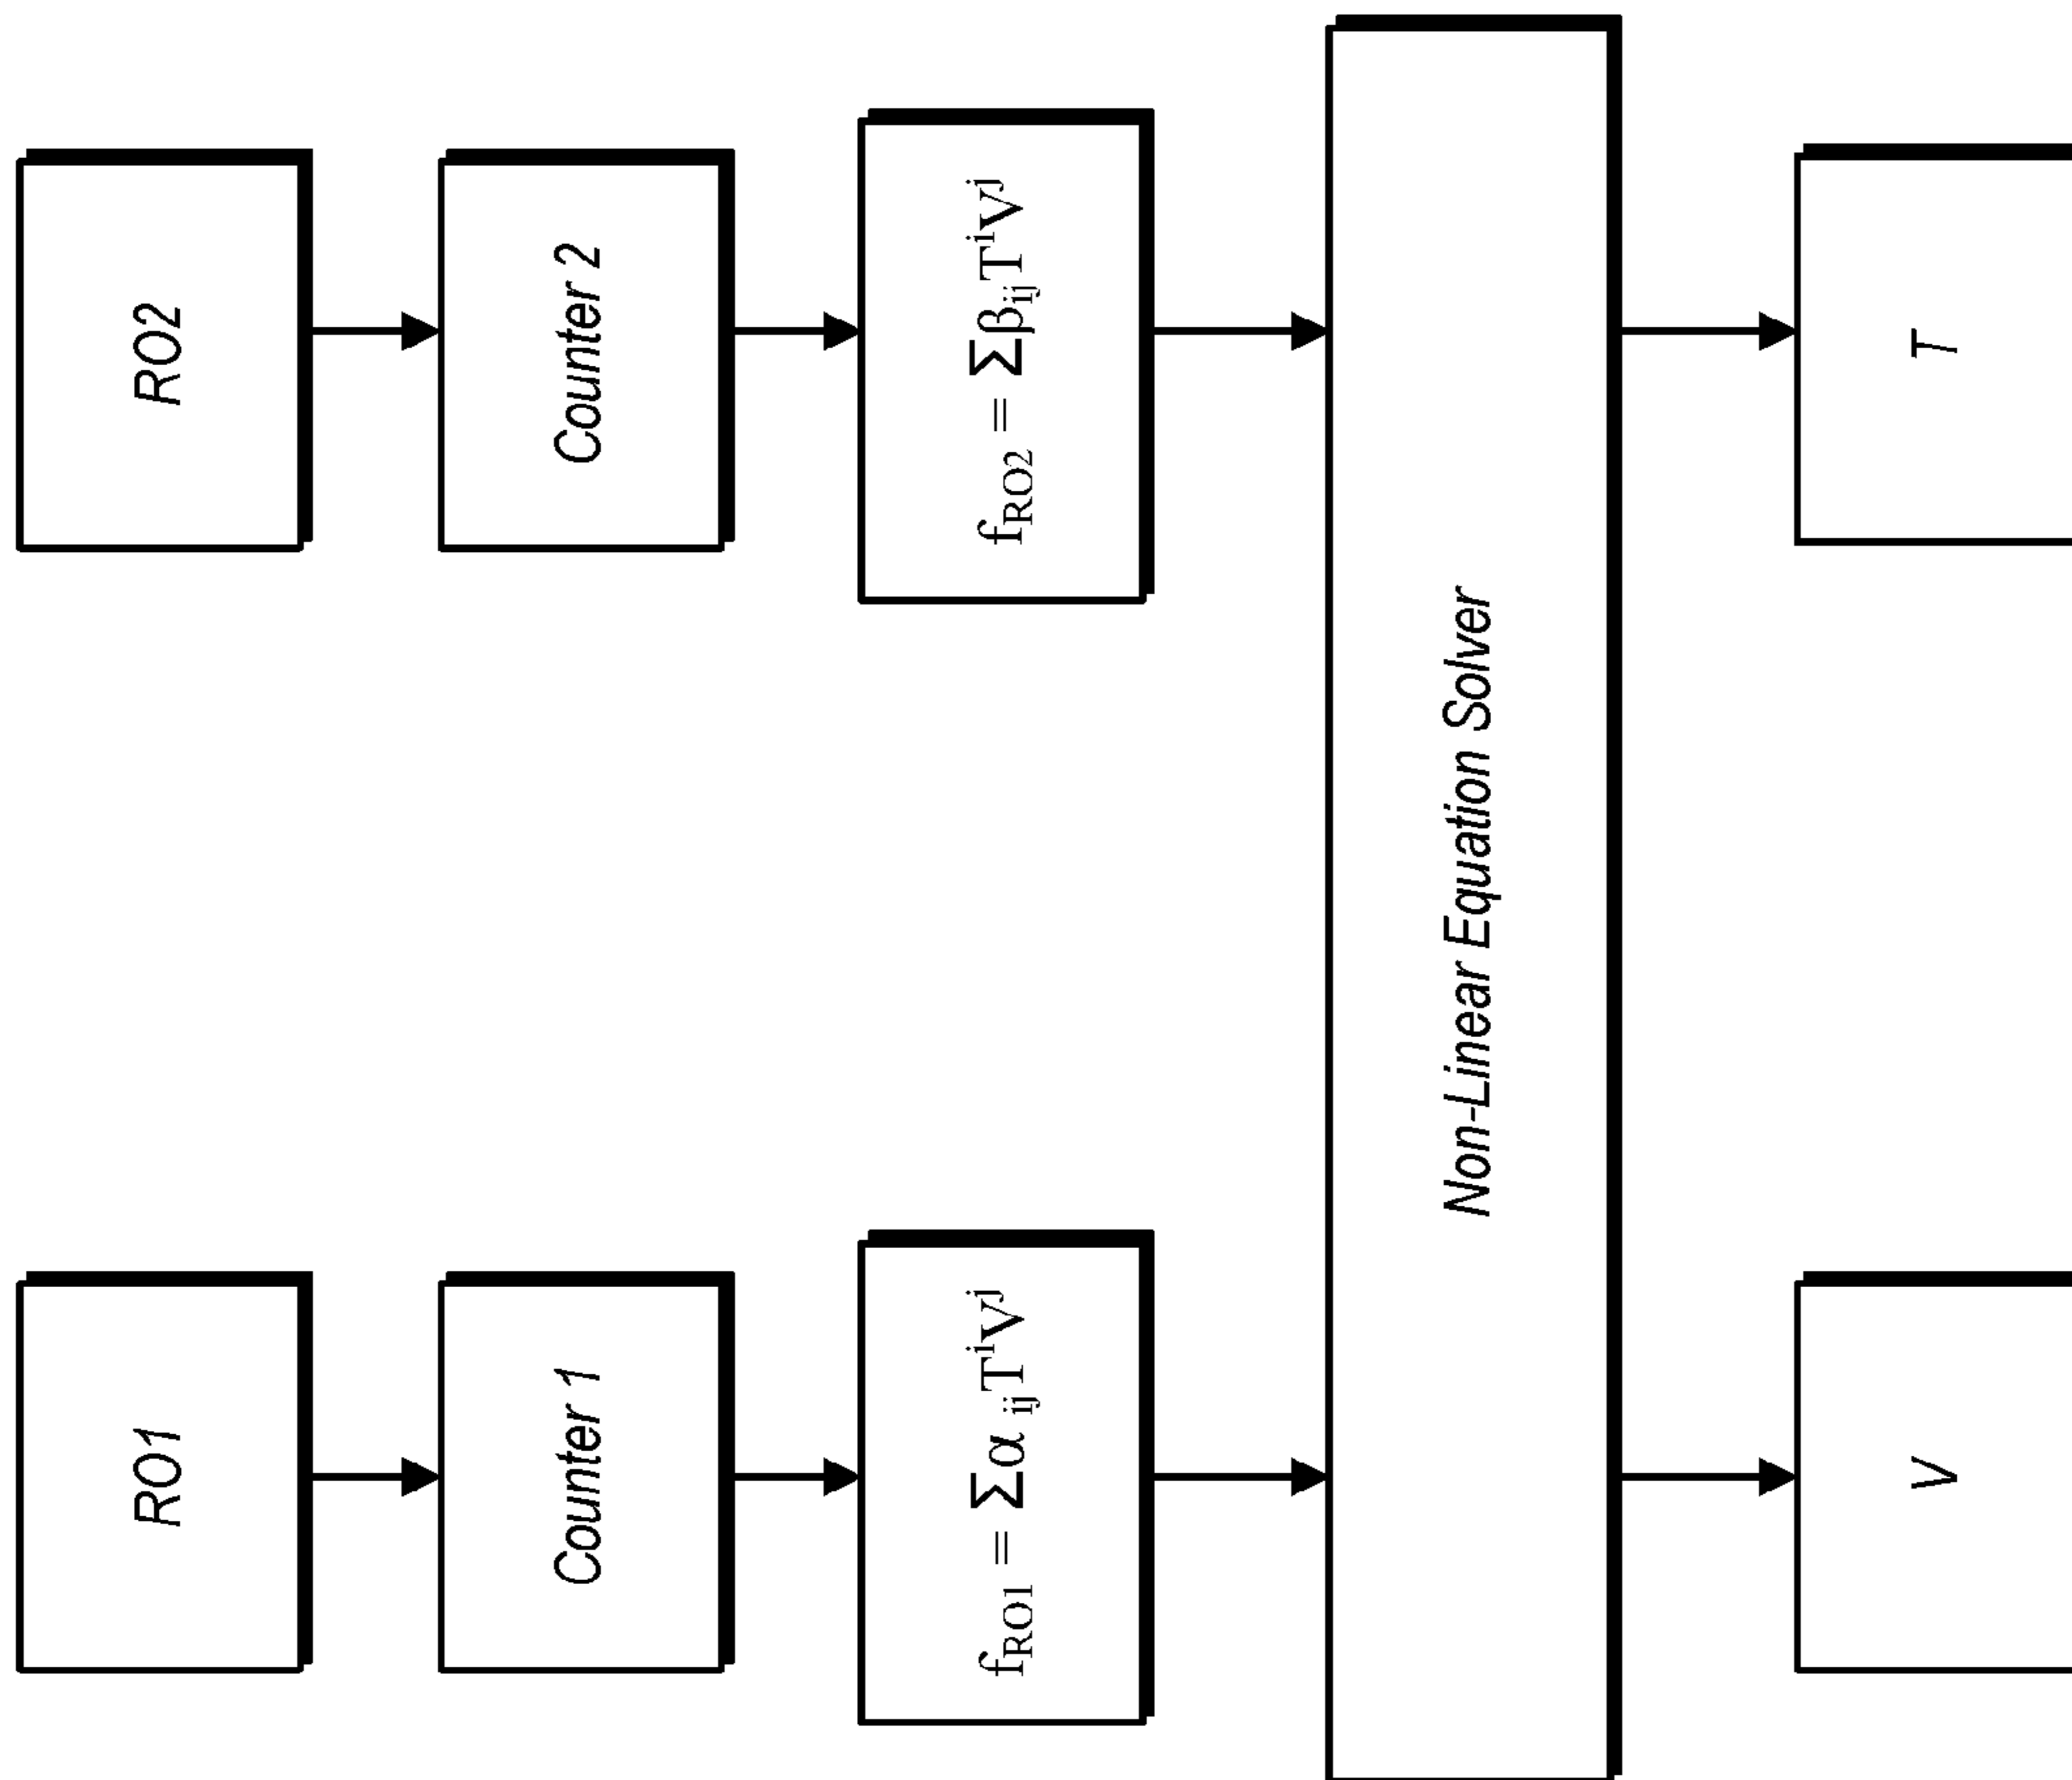 RO1
RO2
Counter 1
Counter 2
f_RO1 = Σα_ij T^i V^j
f_RO2 = Σβ_ij T^i V^j
Non-Linear Equation Solver
V
T